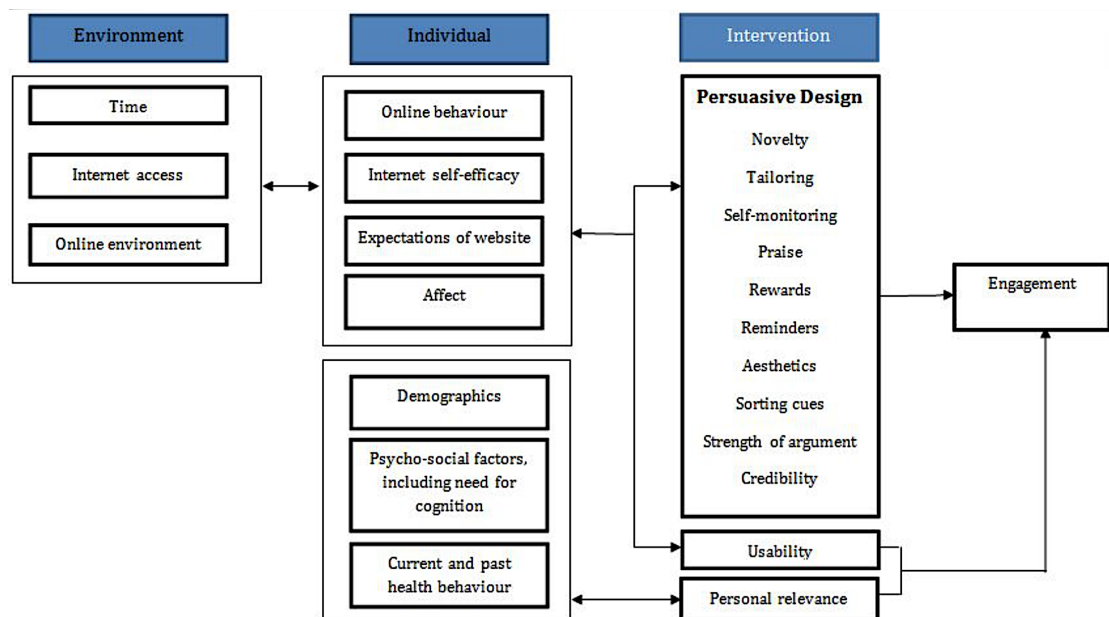 Environment
Individual
Intervention
Time
Internet access
Online environment
Online behaviour
Internet self-efficacy
Expectations of website
Affect
Demographics
Psycho-social factors,
including need for
cognition
Current and past
health behaviour
Persuasive Design
Novelty
Tailoring
Self-monitoring
Praise
Rewards
Reminders
Aesthetics
Sorting cues
Strength of argument
Credibility
Usability
Personal relevance
Engagement